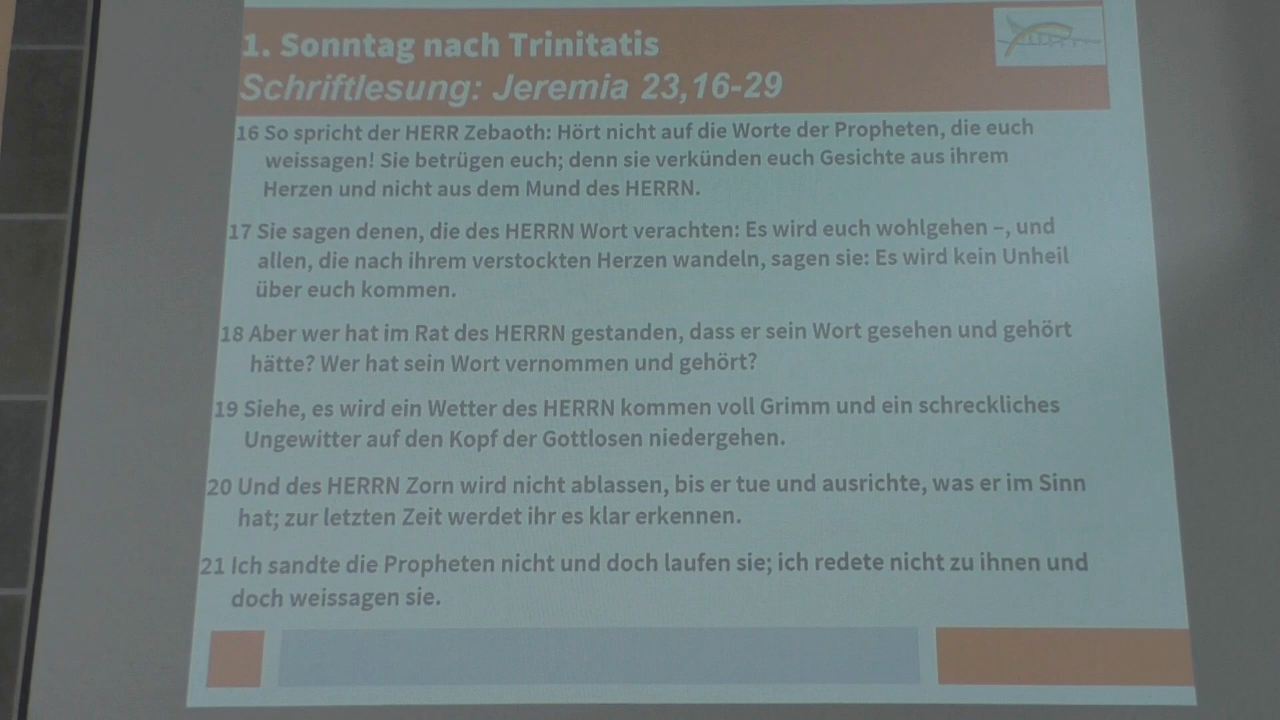 1. Sonntag nach Trinitatis
Schriftlesung: Jeremia 23,16-29
16 So spricht der HERR Zebaoth: Hört nicht auf die Worte der Propheten, die euch
weissagen! Sie betrügen euch; denn sie verkünden euch Gesichte aus ihrem
Herzen und nicht aus dem Mund des HERRN.
17 Sie sagen denen, die des HERRN Wort verachten: Es wird euch wohlgehen –, und
allen, die nach ihrem verstockten Herzen wandeln, sagen sie: Es wird kein Unheil
über euch kommen.
18 Aber wer hat im Rat des HERRN gestanden, dass er sein Wort gesehen und gehört
hätte? Wer hat sein Wort vernommen und gehört?
19 Siehe, es wird ein Wetter des HERRN kommen voll Grimm und ein schreckliches
Ungewitter auf den Kopf der Gottlosen niedergehen.
20 Und des HERRN Zorn wird nicht ablassen, bis er tue und ausrichte, was er im Sinn
hat; zur letzten Zeit werdet ihr es klar erkennen.
21 Ich sandte die Propheten nicht und doch laufen sie; ich redete nicht zu ihnen und
doch weissagen sie.